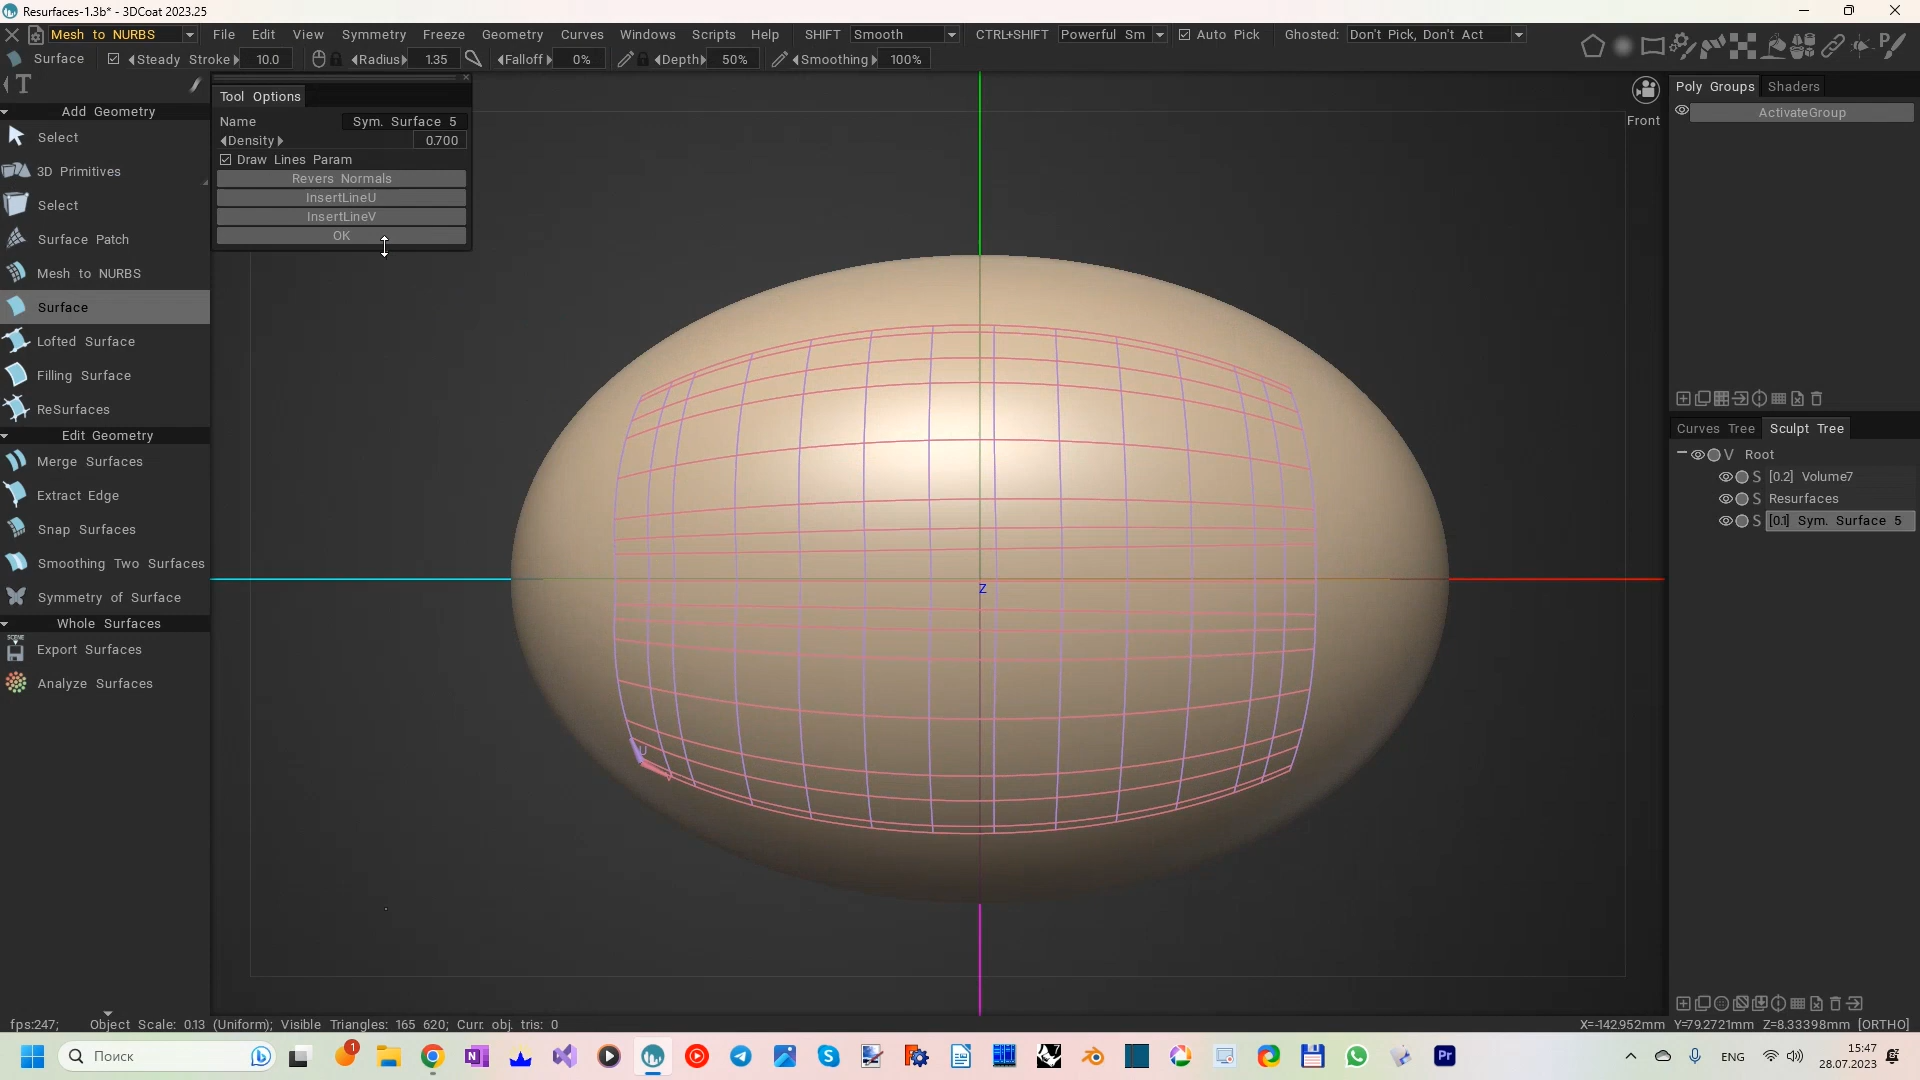 Resurfaces-1.3b* - 3DCoat 2023.25
Mesh to NURBS File Edit View Symmetry Freeze Geometry Curves Windows Scripts Help SHIFT Smooth CTRL+SHIFT Powerful Sm Auto Pick Ghosted: Don't Pick, Don't Act
Surface Steady Stroke 10.0 Radius 1.35 Falloff 0% Depth 50% Smoothing 100%
T
Add Geometry
Select
3D Primitives
Select
Surface Patch
Mesh to NURBS
Surface
Lofted Surface
Filling Surface
ReSurfaces
Edit Geometry
Merge Surfaces
Extract Edge
Snap Surfaces
Smoothing Two Surfaces
Symmetry of Surface
Whole Surfaces
SCENE
Export Surfaces
Analyze Surfaces
Tool Options
Name Sym. Surface 5
Density 0.700
Draw Lines Param
Revers Normals
InsertLineU
InsertLineV
OK
Front
Z
U
Poly Groups Shaders
ActivateGroup
Curves Tree Sculpt Tree
V Root
S [0.2] Volume7
S Resurfaces
S [0.1] Sym. Surface 5
fps:247; Object Scale: 0.13 (Uniform); Visible Triangles: 165 620; Curr. obj. tris: 0
X=-142.952mm Y=79.2721mm Z=8.33398mm [ORTHO]
Поиск
1
N
S
Pr
ENG
15:47
28.07.2023